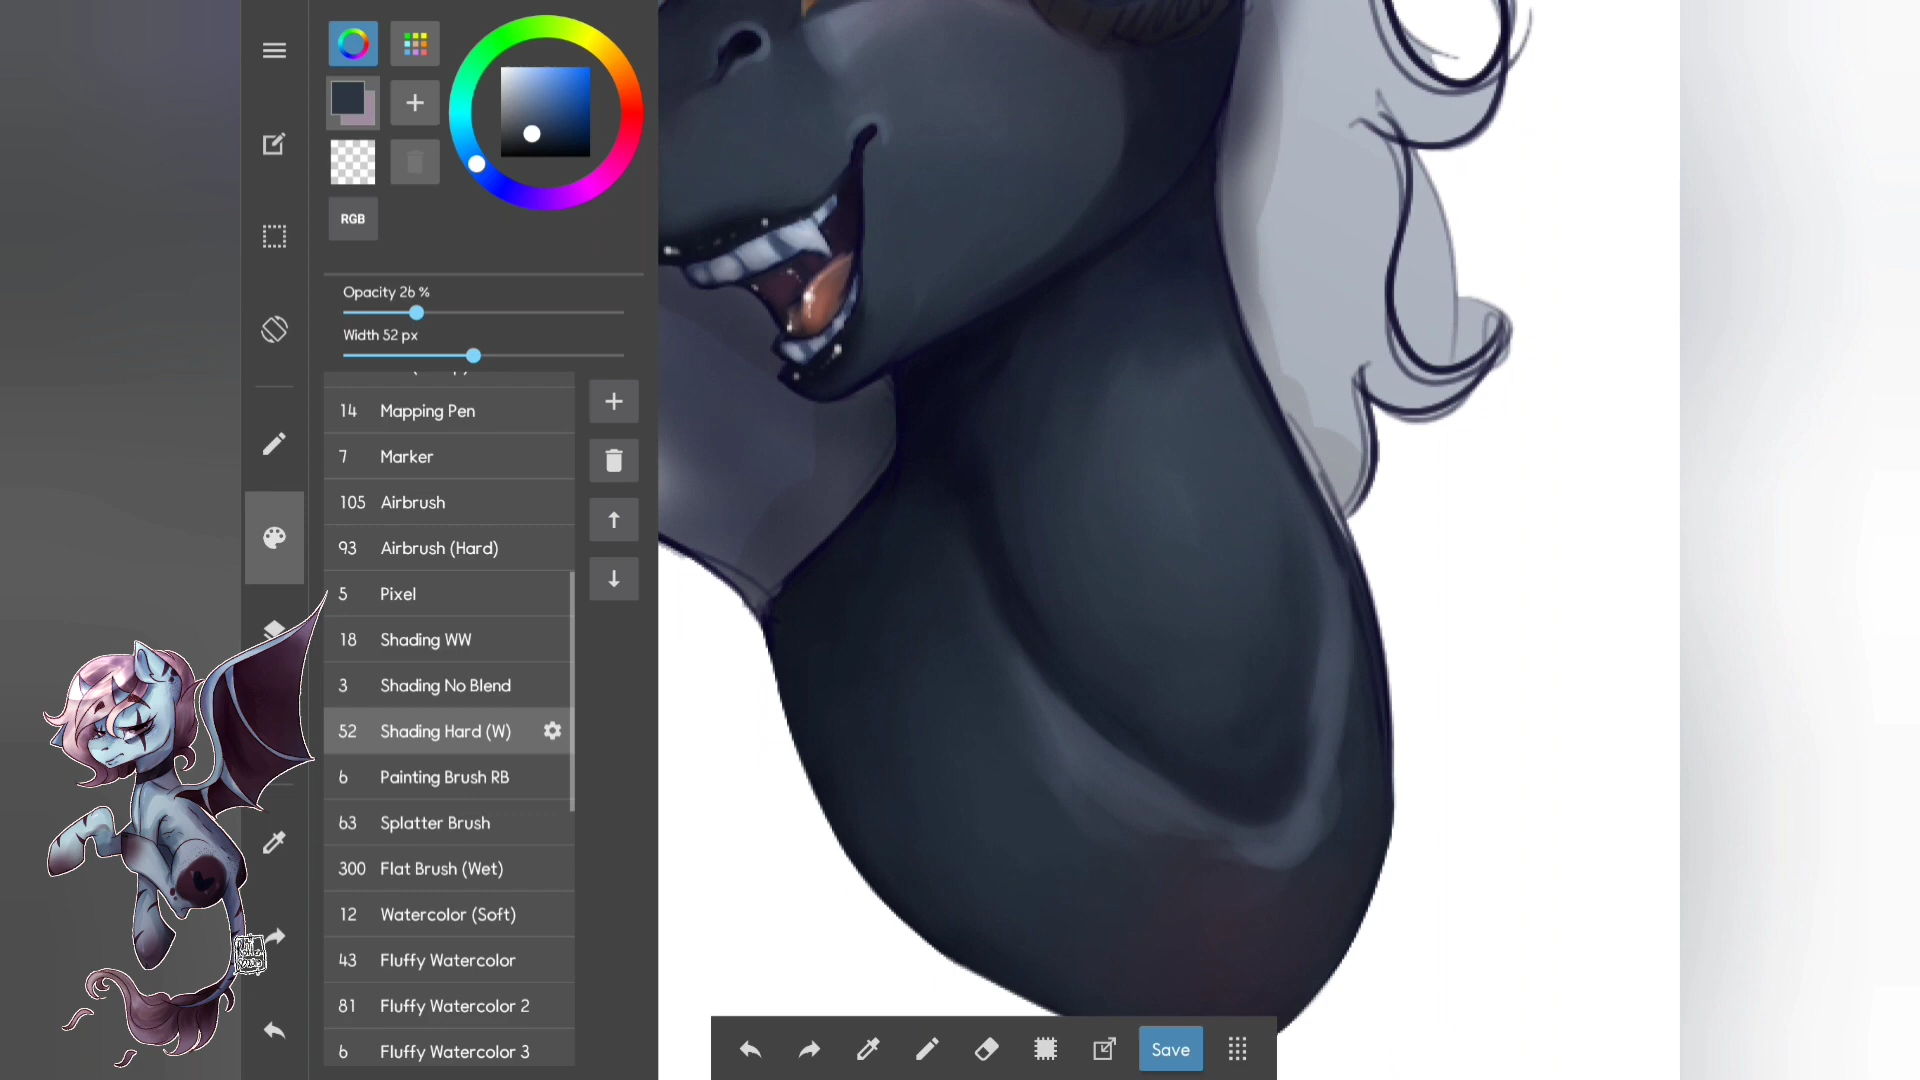 RGB
Opacity 26 %
Width 52 px
14 Mapping Pen
7 Marker
105 Airbrush
93 Airbrush (Hard)
5 Pixel
18 Shading WW
3 Shading No Blend
52 Shading Hard (W)
6 Painting Brush RB
63 Splatter Brush
300 Flat Brush (Wet)
12 Watercolor (Soft)
43 Fluffy Watercolor
81 Fluffy Watercolor 2
6 Fluffy Watercolor 3
Save